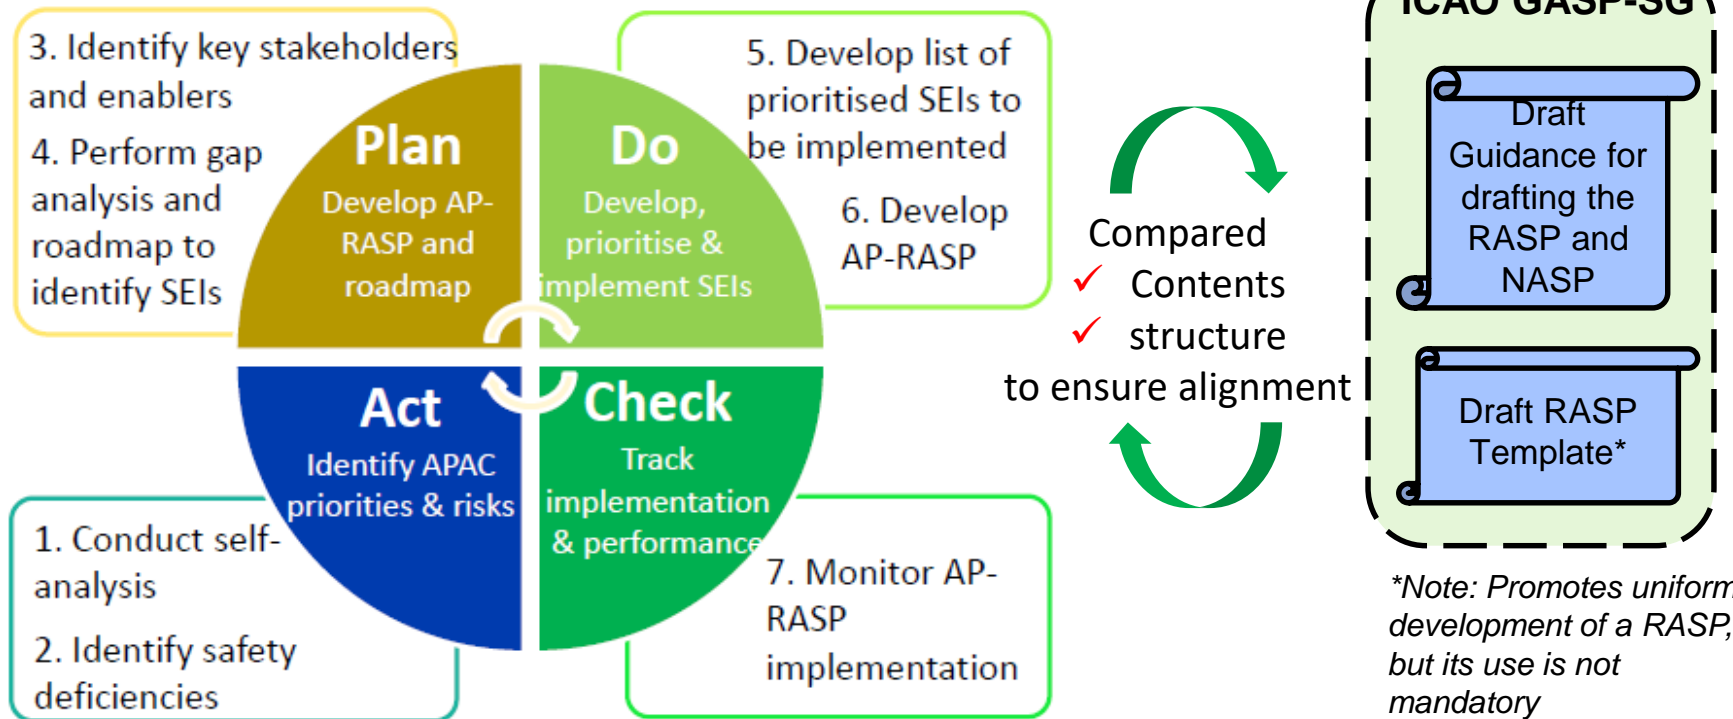 3. Identify key stakeholders
and enablers
4. Perform gap
analysis and
roadmap to
identify SEIs
Plan
Develop AP-
RASP and
roadmap
Do
Develop,
prioritise &
implement SEIs
5. Develop list of
prioritised SEIs to
be implemented
6. Develop
AP-RASP
Act
Identify APAC
priorities & risks
Check
Track
implementation
& performance
1. Conduct self-
analysis
2. Identify safety
deficiencies
7. Monitor AP-
RASP
implementation
Compared
✓ Contents
✓ structure
to ensure alignment
ICAO GASP-SG
Draft
Guidance for
drafting the
RASP and
NASP
Draft RASP
Template*
*Note: Promotes uniform
development of a RASP,
but its use is not
mandatory